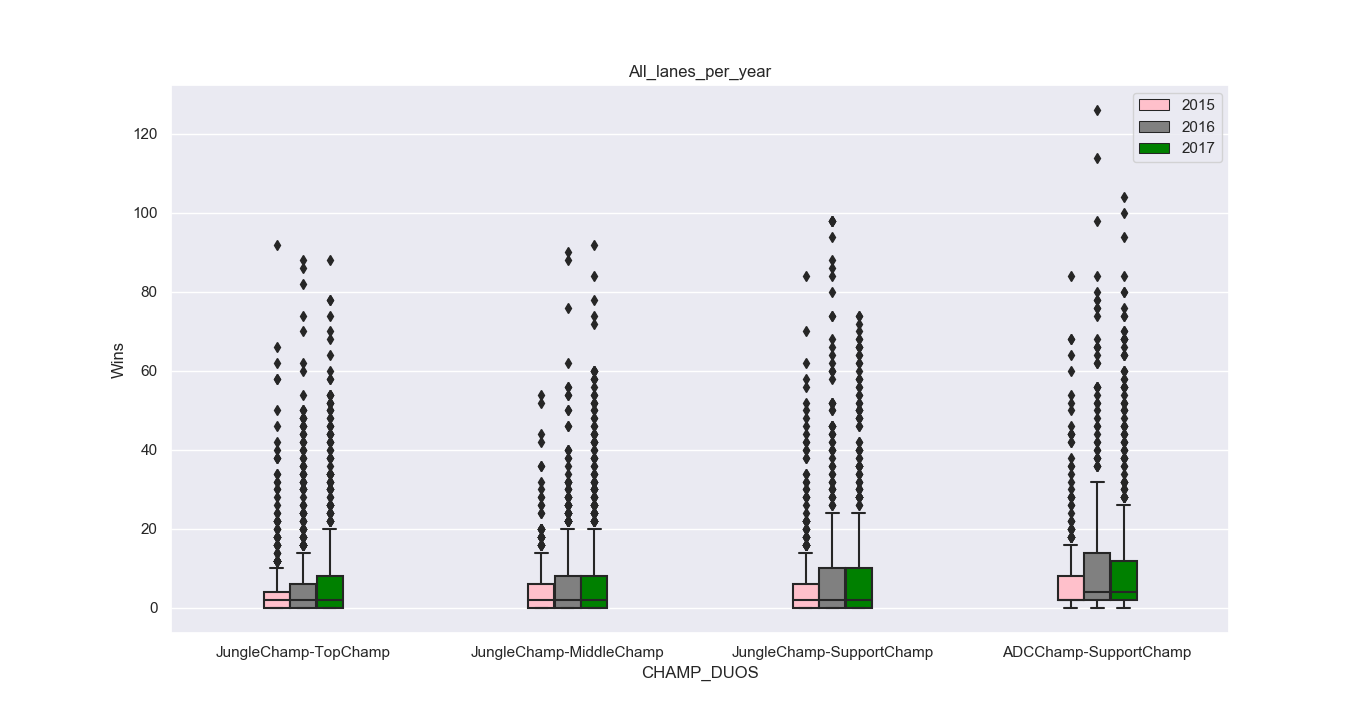 All_lanes_per_year
2015
2016
2017
120
100
80
60
40
20
0
Wins
JungleChamp-TopChamp
JungleChamp-MiddleChamp
JungleChamp-SupportChamp
ADCChamp-SupportChamp
CHAMP_DUOS